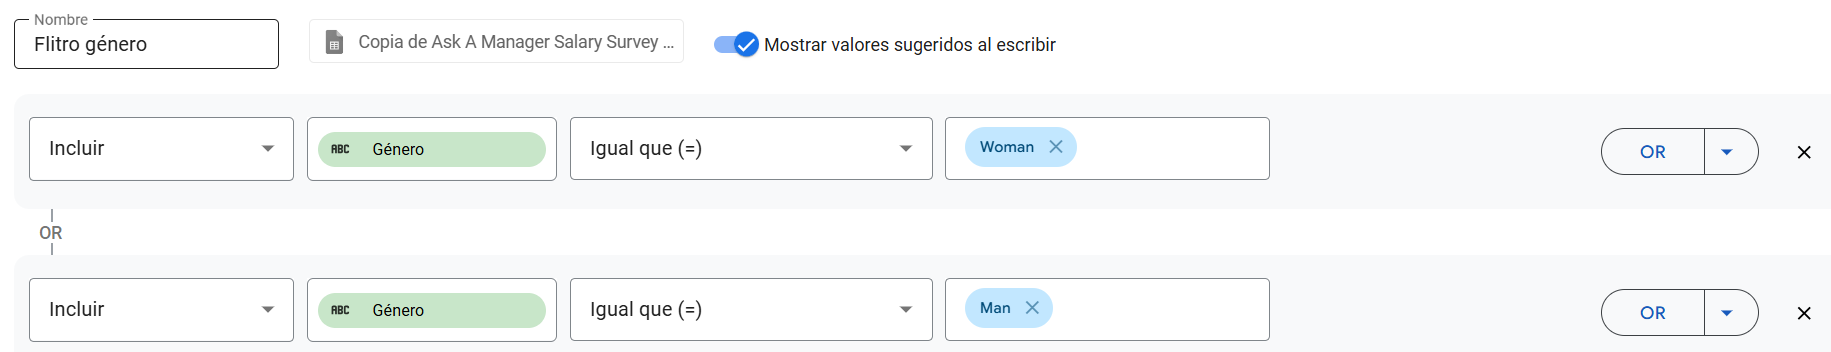 Nombre
Flitro género
Copia de Ask A Manager Salary Survey ...
Mostrar valores sugeridos al escribir
Incluir
ABC Género
Igual que (=)
Woman
OR
OR
Incluir
ABC Género
Igual que (=)
Man
OR